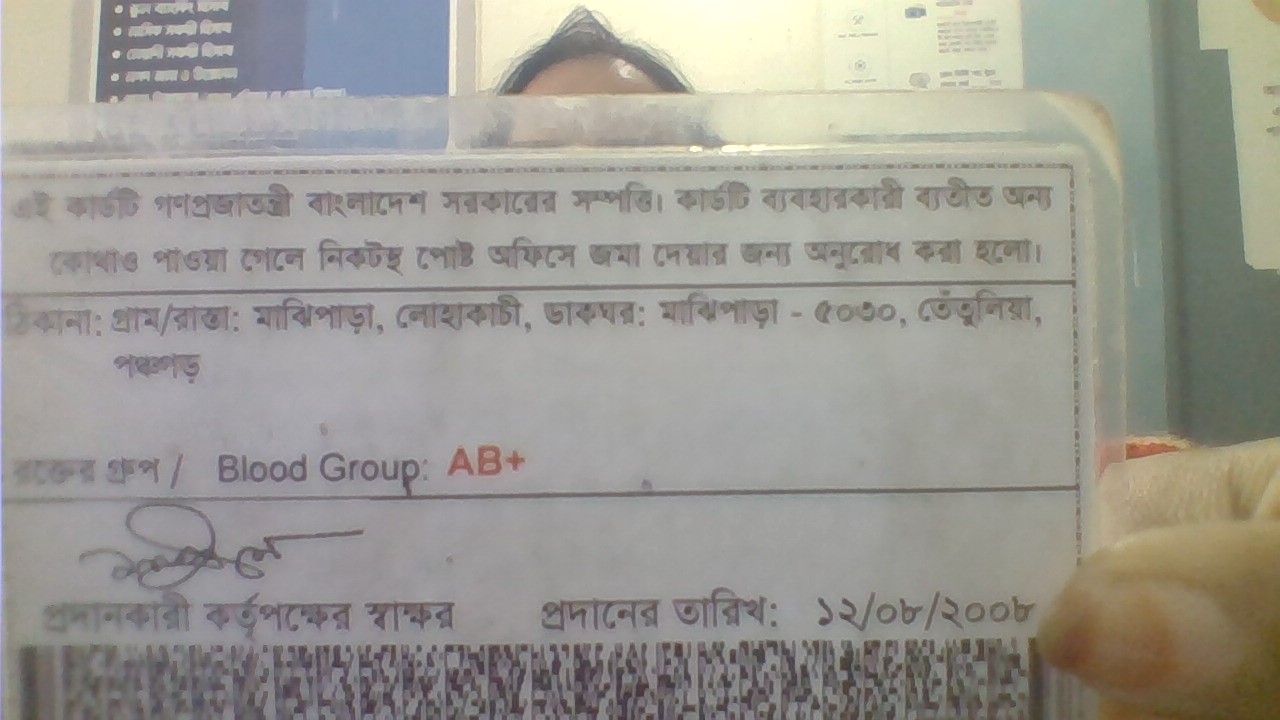 এই কার্ডটি গণপ্রজাতন্ত্রী বাংলাদেশ সরকারের সম্পত্তি। কার্ডটি ব্যবহারকারী ব্যতীত অন্য
কোথাও পাওয়া গেলে নিকটস্থ পোষ্ট অফিসে জমা দেয়ার জন্য অনুরোধ করা হলো।
ঠিকানা: গ্রাম/রাস্তা: মাঝিপাড়া, লোহাকাচী, ডাকঘর: মাঝিপাড়া - ৫০৩০, তেঁতুলিয়া,
পঞ্চগড়
রক্তের গ্রুপ / Blood Group: AB+
প্রদানকারী কর্তৃপক্ষের স্বাক্ষর প্রদানের তারিখ: ১২/০৮/২০০৮